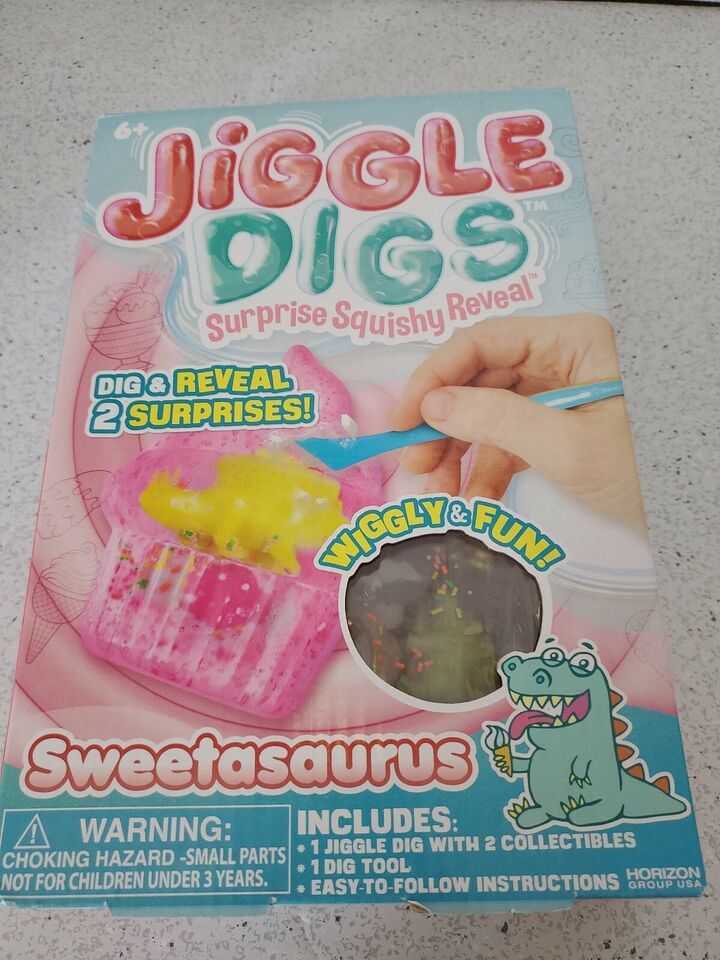 6+
JiGGLE
DIGS™
Surprise Squishy Reveal™
DIG & REVEAL
2 SURPRISES!
WIGGLY & FUN!
Sweetasaurus
WARNING:
CHOKING HAZARD -SMALL PARTS
NOT FOR CHILDREN UNDER 3 YEARS.
INCLUDES:
• 1 JIGGLE DIG WITH 2 COLLECTIBLES
• 1 DIG TOOL
• EASY-TO-FOLLOW INSTRUCTIONS
HORIZON
GROUP USA